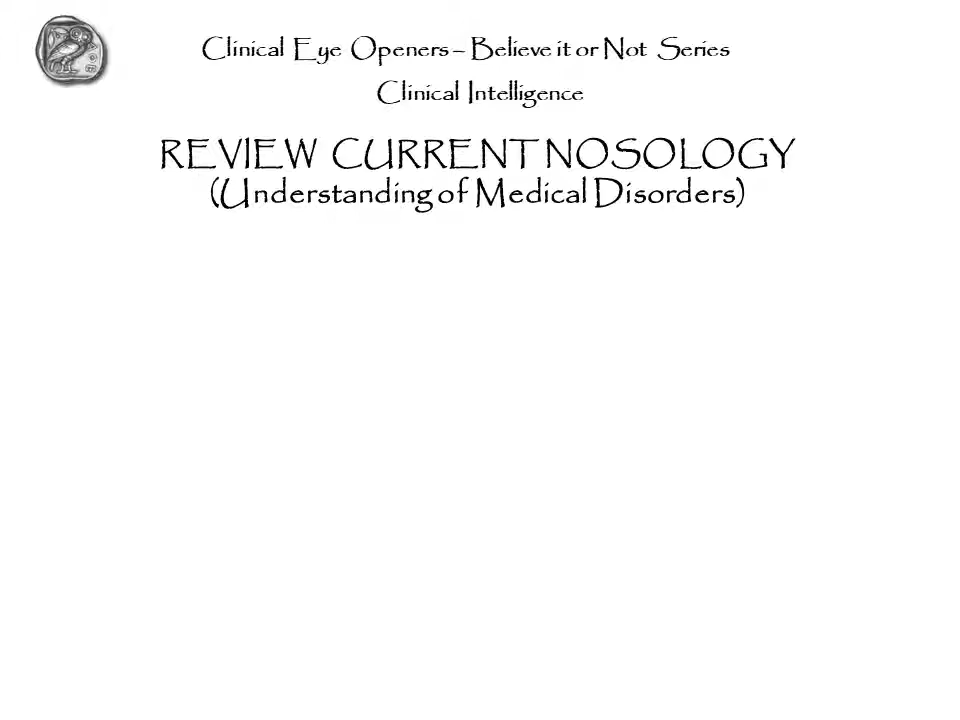 Clinical Eye Openers – Believe it or Not Series
Clinical Intelligence
REVIEW CURRENT NOSOLOGY
(Understanding of Medical Disorders)